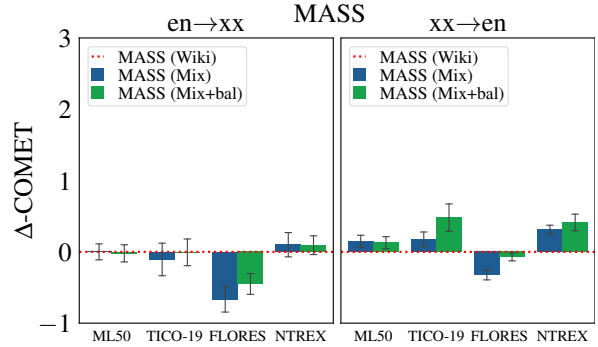 MASS
en→xx
xx→en
Δ-COMET
3
2
1
0
−1
MASS (Wiki)
MASS (Mix)
MASS (Mix+bal)
MASS (Wiki)
MASS (Mix)
MASS (Mix+bal)
ML50 TICO-19 FLORES NTREX
ML50 TICO-19 FLORES NTREX